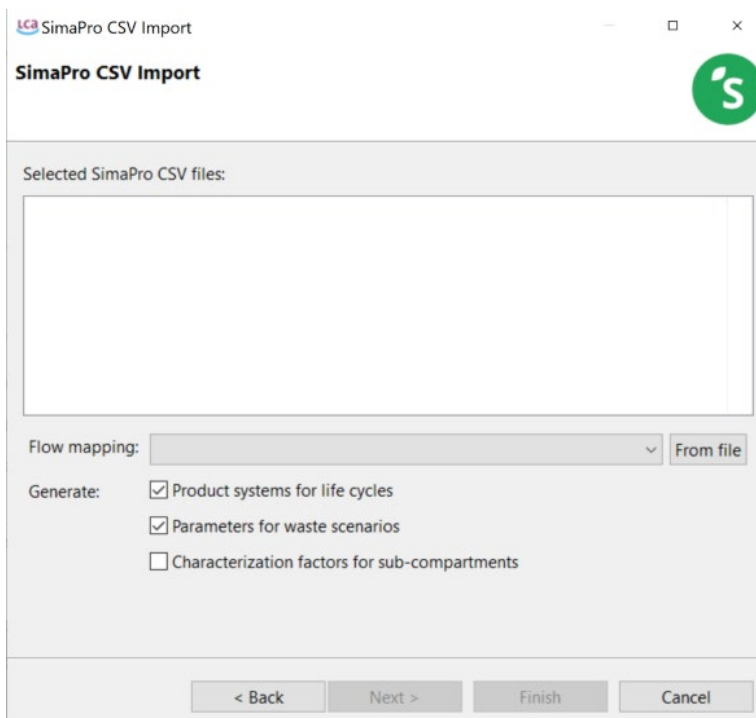 LCa SimaPro CSV Import
SimaPro CSV Import
S
Selected SimaPro CSV files:
Flow mapping:
From file
Generate:
Product systems for life cycles
Parameters for waste scenarios
Characterization factors for sub-compartments
< Back
Next >
Finish
Cancel